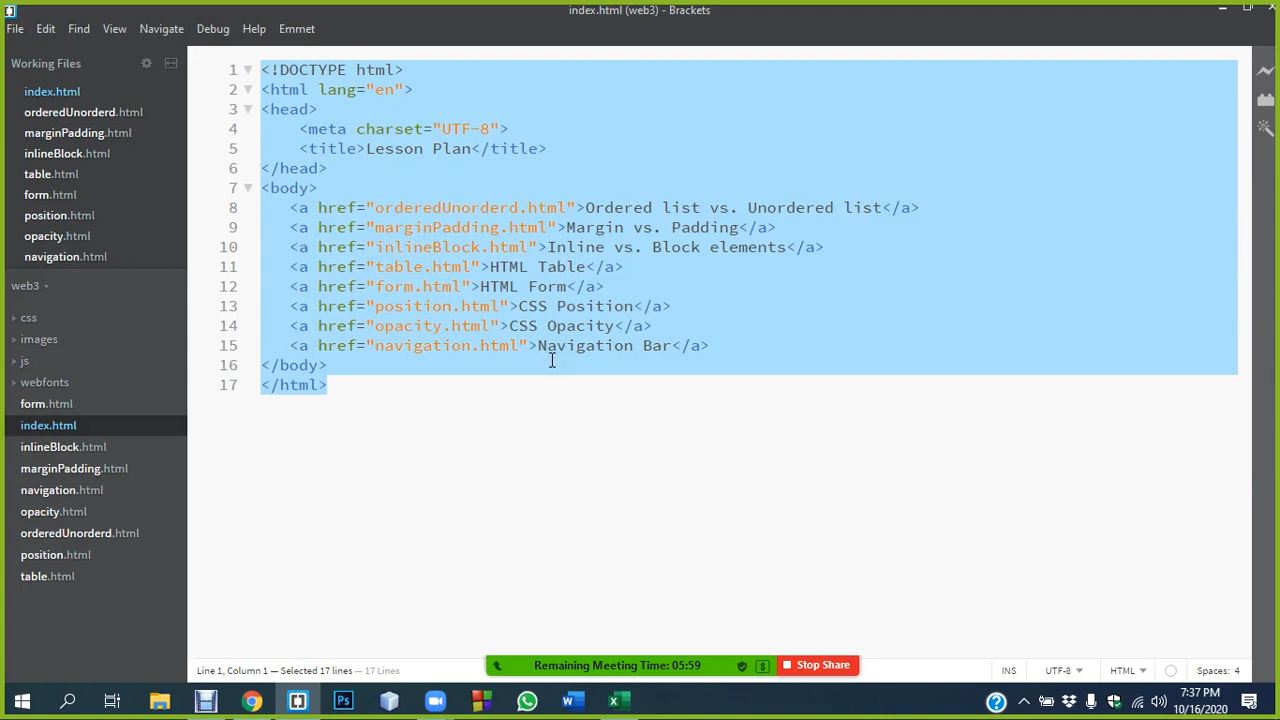 index.html (web3) - Brackets
File Edit Find View Navigate Debug Help Emmet
Working Files
index.html
orderedUnorderd.html
marginPadding.html
inlineBlock.html
table.html
form.html
position.html
opacity.html
navigation.html
web3
css
images
js
webfonts
form.html
index.html
inlineBlock.html
marginPadding.html
navigation.html
opacity.html
orderedUnorderd.html
position.html
table.html
1 <!DOCTYPE html>
2 <html lang="en">
3 <head>
4 <meta charset="UTF-8">
5 <title>Lesson Plan</title>
6 </head>
7 <body>
8 <a href="orderedUnorderd.html">Ordered list vs. Unordered list</a>
9 <a href="marginPadding.html">Margin vs. Padding</a>
10 <a href="inlineBlock.html">Inline vs. Block elements</a>
11 <a href="table.html">HTML Table</a>
12 <a href="form.html">HTML Form</a>
13 <a href="position.html">CSS Position</a>
14 <a href="opacity.html">CSS Opacity</a>
15 <a href="navigation.html">Navigation Bar</a>
16 </body>
17 </html>
Line 1, Column 1 — Selected 17 lines — 17 Lines
Remaining Meeting Time: 05:59
Stop Share
INS UTF-8 HTML Spaces: 4
7:37 PM
10/16/2020